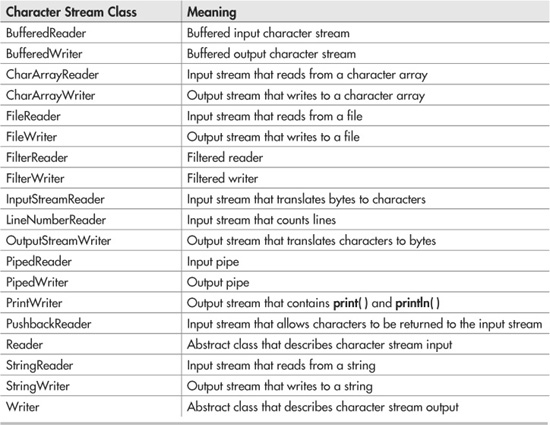 Character Stream Class Meaning
BufferedReader Buffered input character stream
BufferedWriter Buffered output character stream
CharArrayReader Input stream that reads from a character array
CharArrayWriter Output stream that writes to a character array
FileReader Input stream that reads from a file
FileWriter Output stream that writes to a file
FilterReader Filtered reader
FilterWriter Filtered writer
InputStreamReader Input stream that translates bytes to characters
LineNumberReader Input stream that counts lines
OutputStreamWriter Output stream that translates characters to bytes
PipedReader Input pipe
PipedWriter Output pipe
PrintWriter Output stream that contains print( ) and println( )
PushbackReader Input stream that allows characters to be returned to the input stream
Reader Abstract class that describes character stream input
StringReader Input stream that reads from a string
StringWriter Output stream that writes to a string
Writer Abstract class that describes character stream output